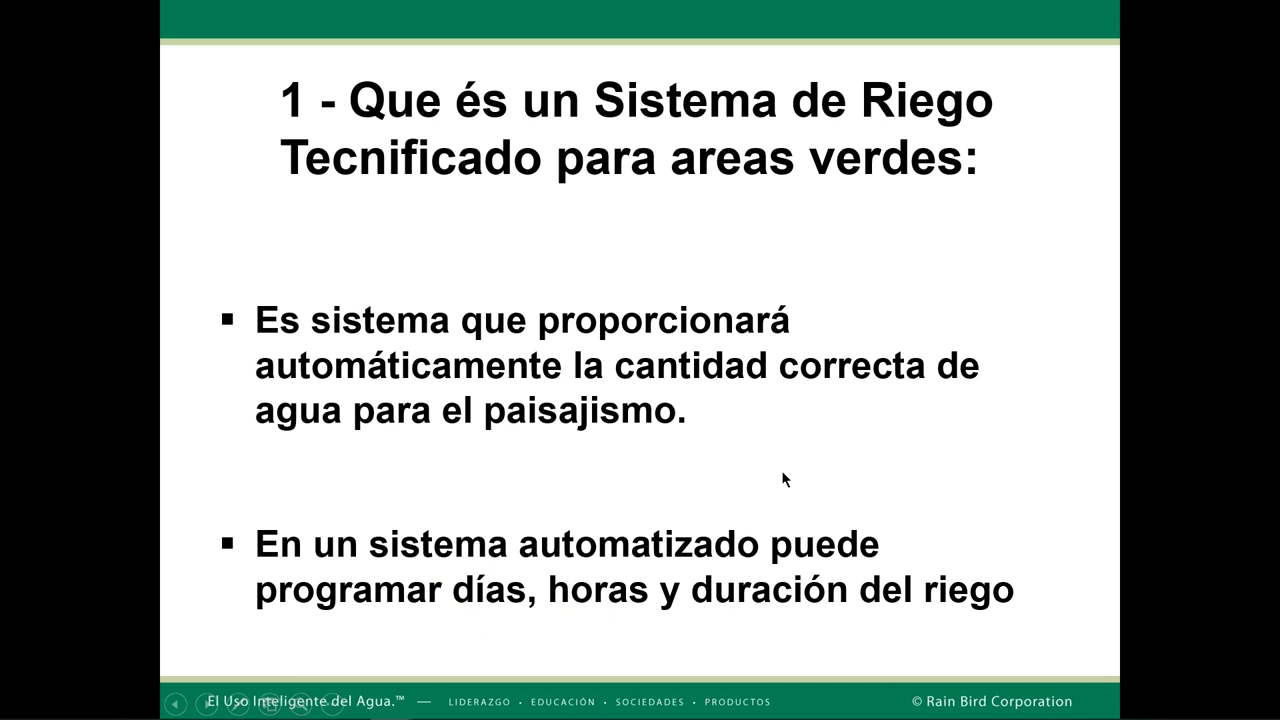 1 - Que és un Sistema de Riego
Tecnificado para areas verdes:
▪ Es sistema que proporcionará
automáticamente la cantidad correcta de
agua para el paisajismo.
▪ En un sistema automatizado puede
programar días, horas y duración del riego
El Uso Inteligente del Agua.™ — LIDERAZGO • EDUCACIÓN • SOCIEDADES • PRODUCTOS © Rain Bird Corporation